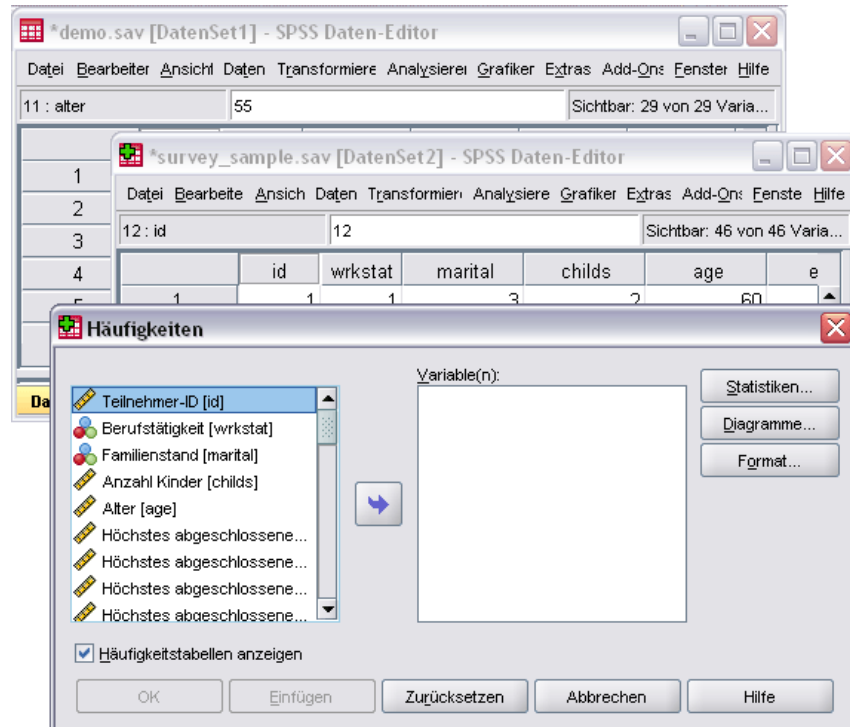 *demo.sav [DatenSet1] - SPSS Daten-Editor
Datei Bearbeiter Ansicht Daten Transformiere Analysierei Grafiker Extras Add-Ons Fenster Hilfe
11 : alter 55 Sichtbar: 29 von 29 Varia...
1
2
3
4
5
*survey_sample.sav [DatenSet2] - SPSS Daten-Editor
Datei Bearbeite Ansich Daten Transformier Analysiere Grafiker Extras Add-Ons Fenste Hilfe
12 : id 12 Sichtbar: 46 von 46 Varia...
id wrkstat marital childs age e
1 1 1 3 2 60
Da
Häufigkeiten
Teilnehmer-ID [id]
Berufstätigkeit [wrkstat]
Familienstand [marital]
Anzahl Kinder [childs]
Alter [age]
Höchstes abgeschlossene...
Höchstes abgeschlossene...
Höchstes abgeschlossene...
Höchstes abgeschlossene...
Variable(n):
Statistiken...
Diagramme...
Format...
Häufigkeitstabellen anzeigen
OK Einfügen Zurücksetzen Abbrechen Hilfe